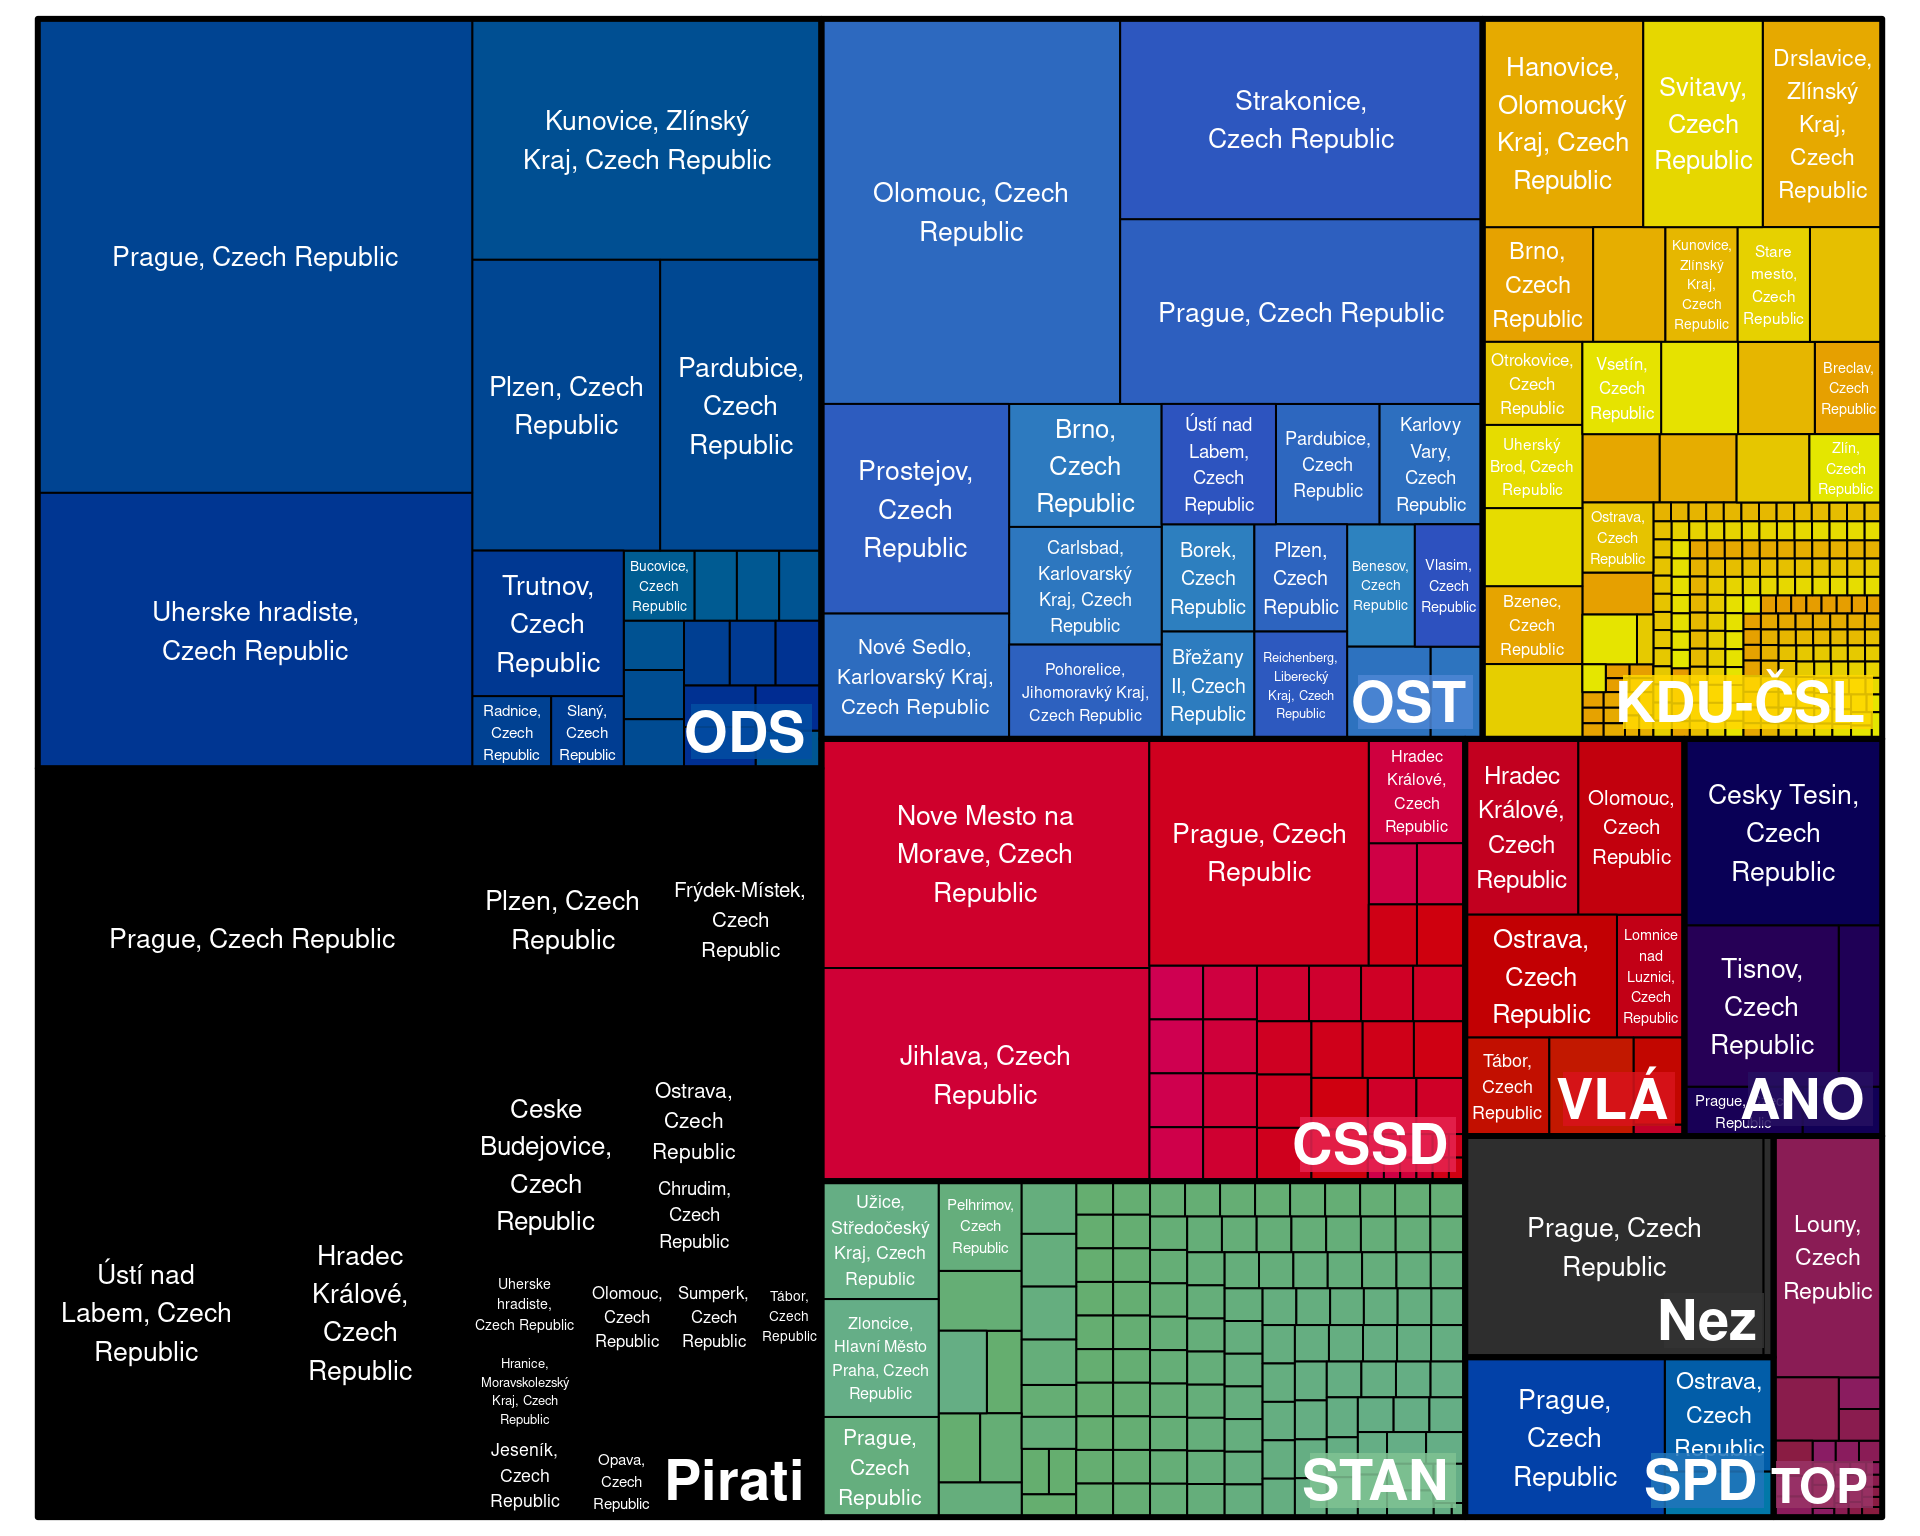 Prague, Czech Republic
Uherske hradiste,
Czech Republic
Kunovice, Zlínský
Kraj, Czech Republic
Plzen, Czech
Republic
Pardubice,
Czech
Republic
Trutnov,
Czech
Republic
Bucovice,
Czech
Republic
Radnice,
Czech
Republic
Slaný,
Czech
Republic
ODS
Olomouc, Czech
Republic
Strakonice,
Czech Republic
Prague, Czech Republic
Prostejov,
Czech
Republic
Nové Sedlo,
Karlovarský Kraj,
Czech Republic
Brno,
Czech
Republic
Carlsbad,
Karlovarský
Kraj, Czech
Republic
Pohorelice,
Jihomoravký Kraj,
Czech Republic
Ústí nad
Labem,
Czech
Republic
Pardubice,
Czech
Republic
Karlovy
Vary,
Czech
Republic
Borek,
Czech
Republic
Plzen,
Czech
Republic
Benesov,
Czech
Republic
Vlasim,
Czech
Republic
Břežany
II, Czech
Republic
Reichenberg,
Liberecký
Kraj, Czech
Republic
OST
Hanovice,
Olomoucký
Kraj, Czech
Republic
Svitavy,
Czech
Republic
Drslavice,
Zlínský
Kraj,
Czech
Republic
Brno,
Czech
Republic
Kunovice,
Zlínský
Kraj,
Czech
Republic
Stare
mesto,
Czech
Republic
Otrokovice,
Czech
Republic
Vsetín,
Czech
Republic
Breclav,
Czech
Republic
Uherský
Brod, Czech
Republic
Zlín,
Czech
Republic
Ostrava,
Czech
Republic
Bzenec,
Czech
Republic
KDU-ČSL
Prague, Czech Republic
Plzen, Czech
Republic
Frýdek-Místek,
Czech
Republic
Ústí nad
Labem, Czech
Republic
Hradec
Králové,
Czech
Republic
Ceske
Budejovice,
Czech
Republic
Ostrava,
Czech
Republic
Chrudim,
Czech
Republic
Uherske
hradiste,
Czech Republic
Olomouc,
Czech
Republic
Sumperk,
Czech
Republic
Tábor,
Czech
Republic
Hranice,
Moravskolezský
Kraj, Czech
Republic
Jeseník,
Czech
Republic
Opava,
Czech
Republic
Pirati
Nove Mesto na
Morave, Czech
Republic
Jihlava, Czech
Republic
Prague, Czech
Republic
Hradec
Králové,
Czech
Republic
CSSD
Hradec
Králové,
Czech
Republic
Olomouc,
Czech
Republic
Ostrava,
Czech
Republic
Lomnice
nad
Luznici,
Czech
Republic
Tábor,
Czech
Republic
VLÁ
Cesky Tesin,
Czech
Republic
Tisnov,
Czech
Republic
Prague,
Republic
ANO
Užice,
Středočeský
Kraj, Czech
Republic
Pelhrimov,
Czech
Republic
Zloncice,
Hlavní Město
Praha, Czech
Republic
Prague,
Czech
Republic
STAN
Prague, Czech
Republic
Nez
Prague,
Czech
Republic
Ostrava,
Czech
Republic
SPD
Louny,
Czech
Republic
TOP